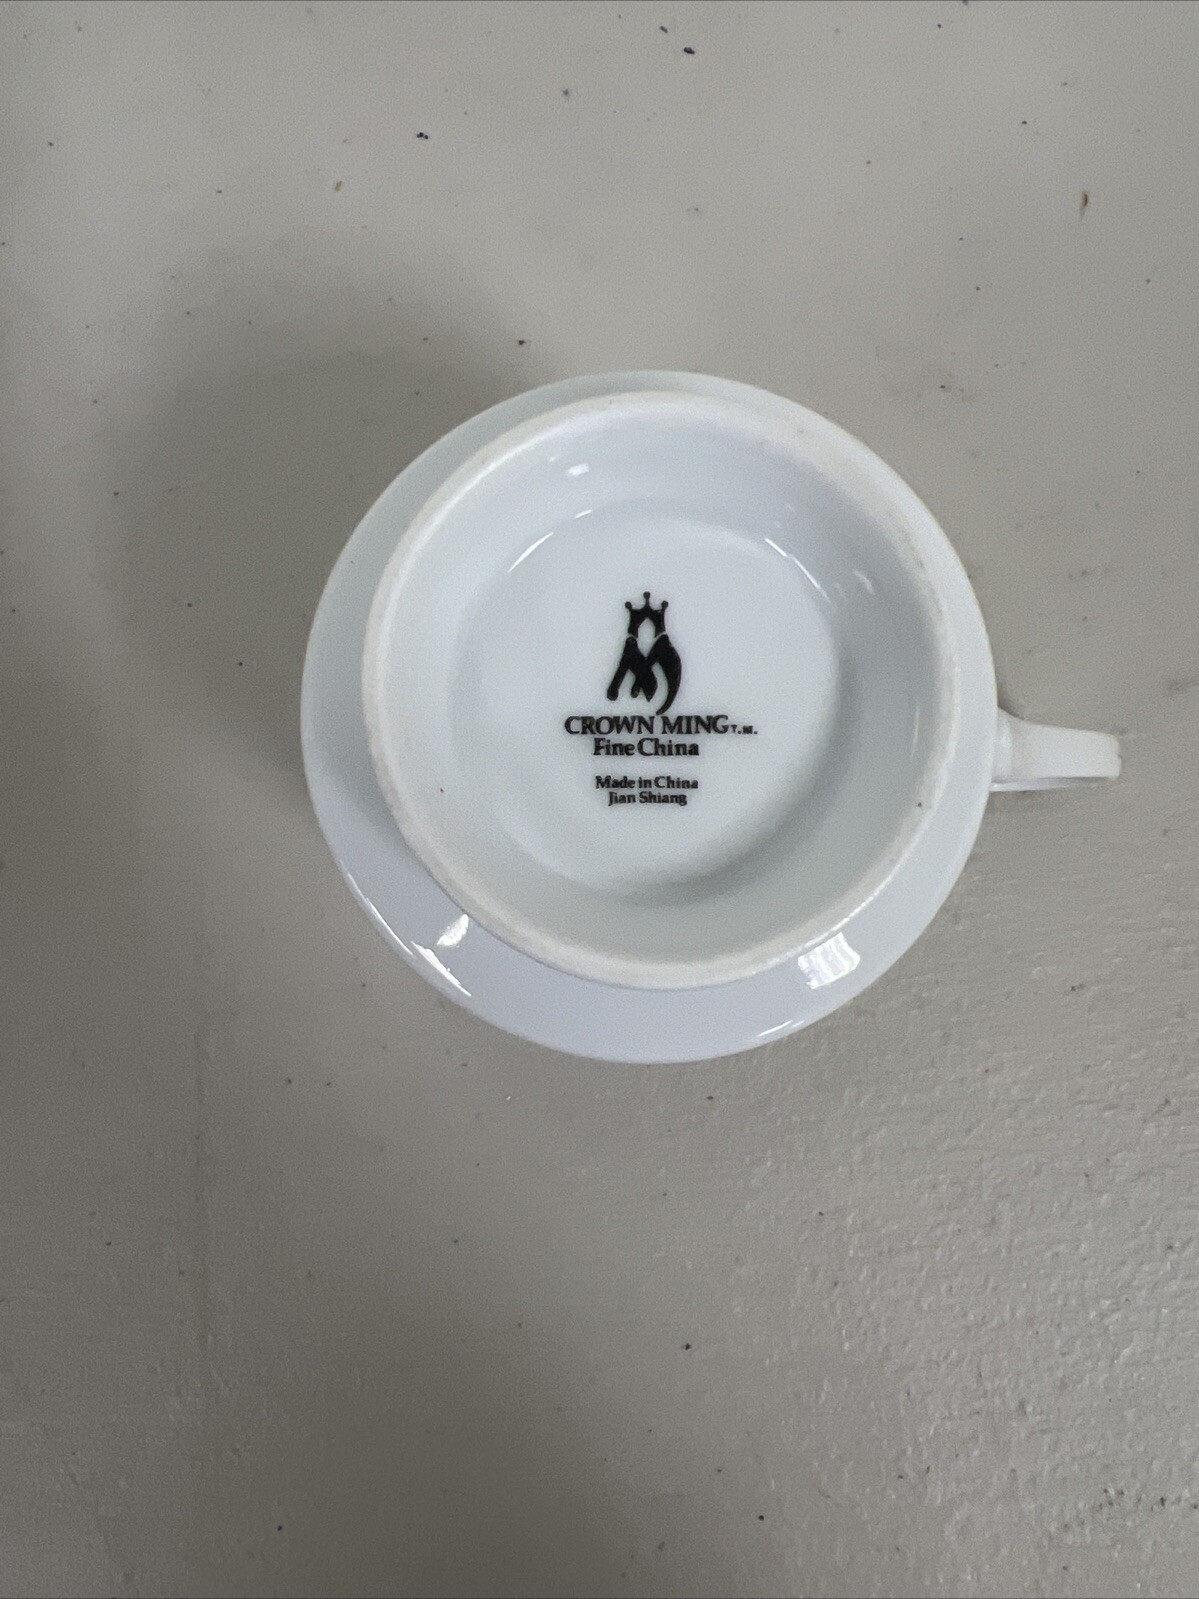 CROWN MING T.M.
Fine China
Made in China
Jian Shiang